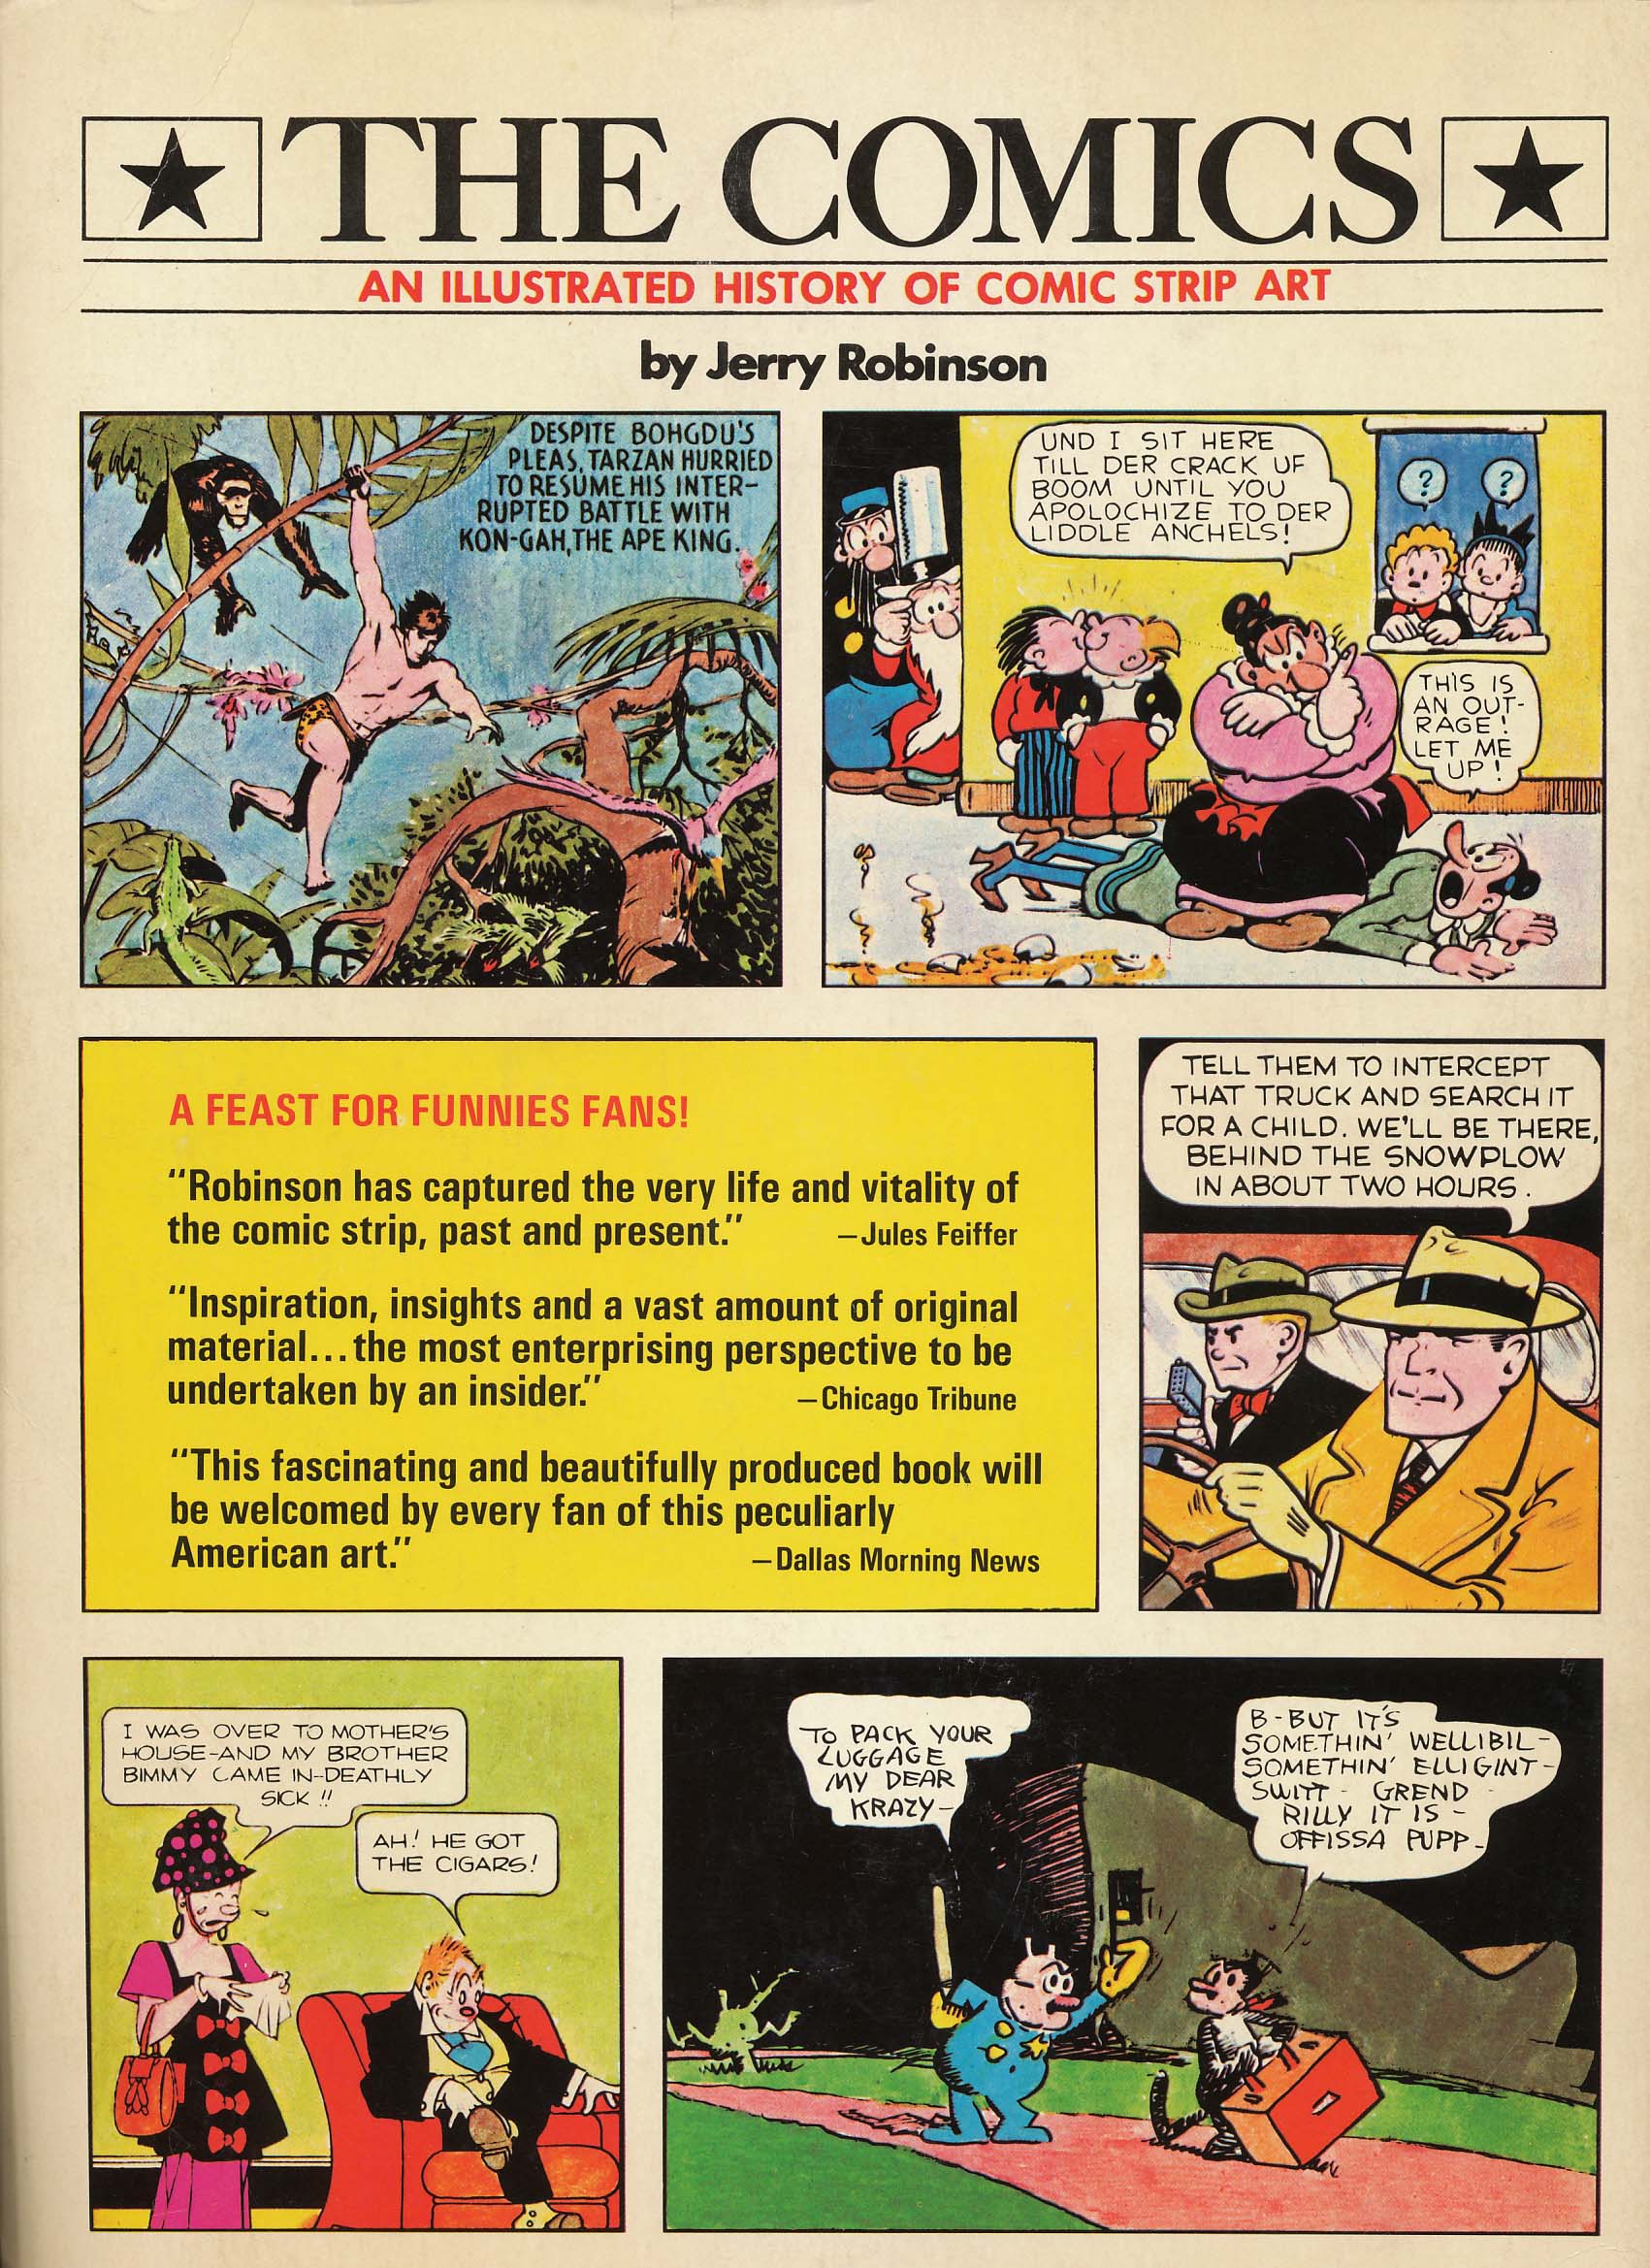 THE COMICS
AN ILLUSTRATED HISTORY OF COMIC STRIP ART
by Jerry Robinson
DESPITE BOHGDU'S
PLEAS, TARZAN HURRIED
TO RESUME HIS INTER-
RUPTED BATTLE WITH
KON-GAH, THE APE KING.
UND I SIT HERE
TILL DER CRACK UF
BOOM UNTIL YOU
APOLOCHIZE TO DER
LIDDLE ANCHELS!
?
?
THIS IS
AN OUT-
RAGE!
LET ME
UP!
A FEAST FOR FUNNIES FANS!
"Robinson has captured the very life and vitality of
the comic strip, past and present."
—Jules Feiffer
"Inspiration, insights and a vast amount of original
material...the most enterprising perspective to be
undertaken by an insider."
—Chicago Tribune
"This fascinating and beautifully produced book will
be welcomed by every fan of this peculiarly
American art."
—Dallas Morning News
TELL THEM TO INTERCEPT
THAT TRUCK AND SEARCH IT
FOR A CHILD. WE'LL BE THERE,
BEHIND THE SNOWPLOW
IN ABOUT TWO HOURS.
I WAS OVER TO MOTHER'S
HOUSE-AND MY BROTHER
BIMMY CAME IN-DEATHLY
SICK !!
AH! HE GOT
THE CIGARS!
TO PACK YOUR
LUGGAGE
MY DEAR
KRAZY-
B-BUT IT'S
SOMETHIN' WELLIBIL-
SOMETHIN' ELLIGINT-
SWITT - GREND -
RILLY IT IS -
OFFISSA PUPP-